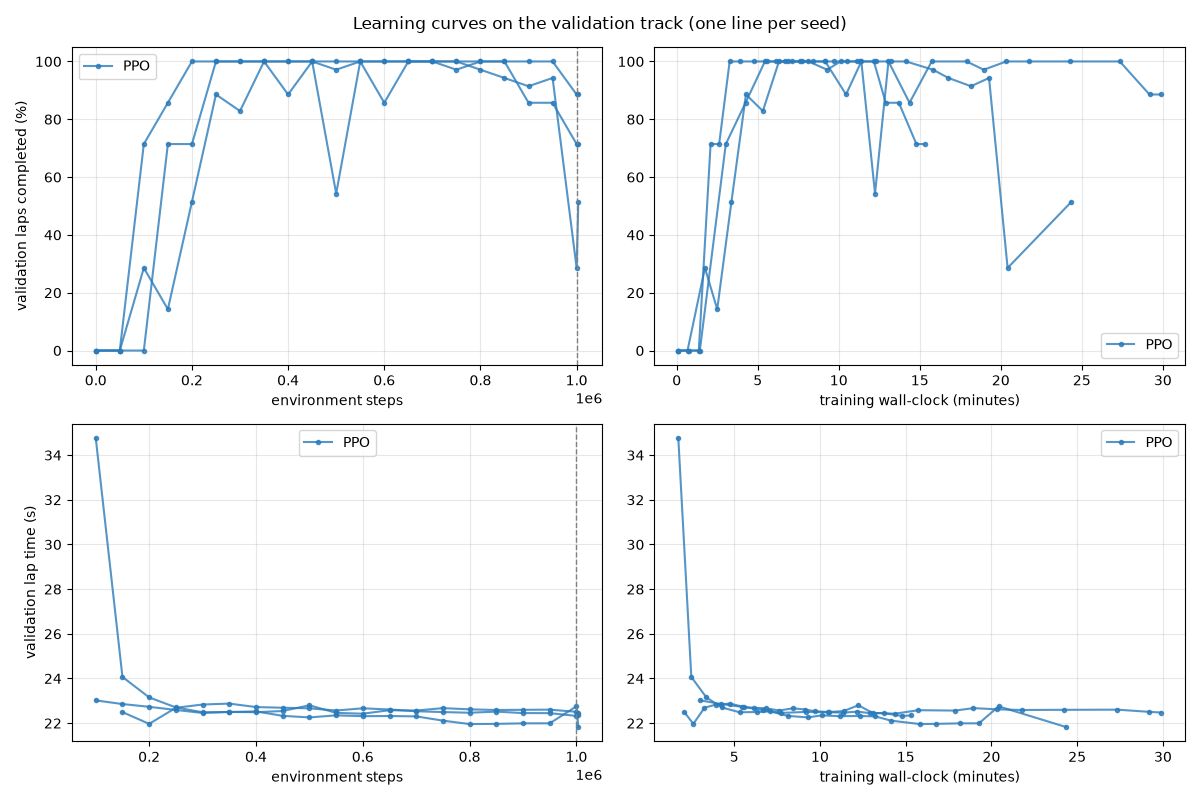 Learning curves on the validation track (one line per seed)
validation laps completed (%)
100
80
60
40
20
0
PPO
0.0 0.2 0.4 0.6 0.8 1.0
1e6
environment steps
100
80
60
40
20
0
PPO
0 5 10 15 20 25 30
training wall-clock (minutes)
validation lap time (s)
34
32
30
28
26
24
22
PPO
0.2 0.4 0.6 0.8 1.0
1e6
environment steps
34
32
30
28
26
24
22
PPO
5 10 15 20 25 30
training wall-clock (minutes)